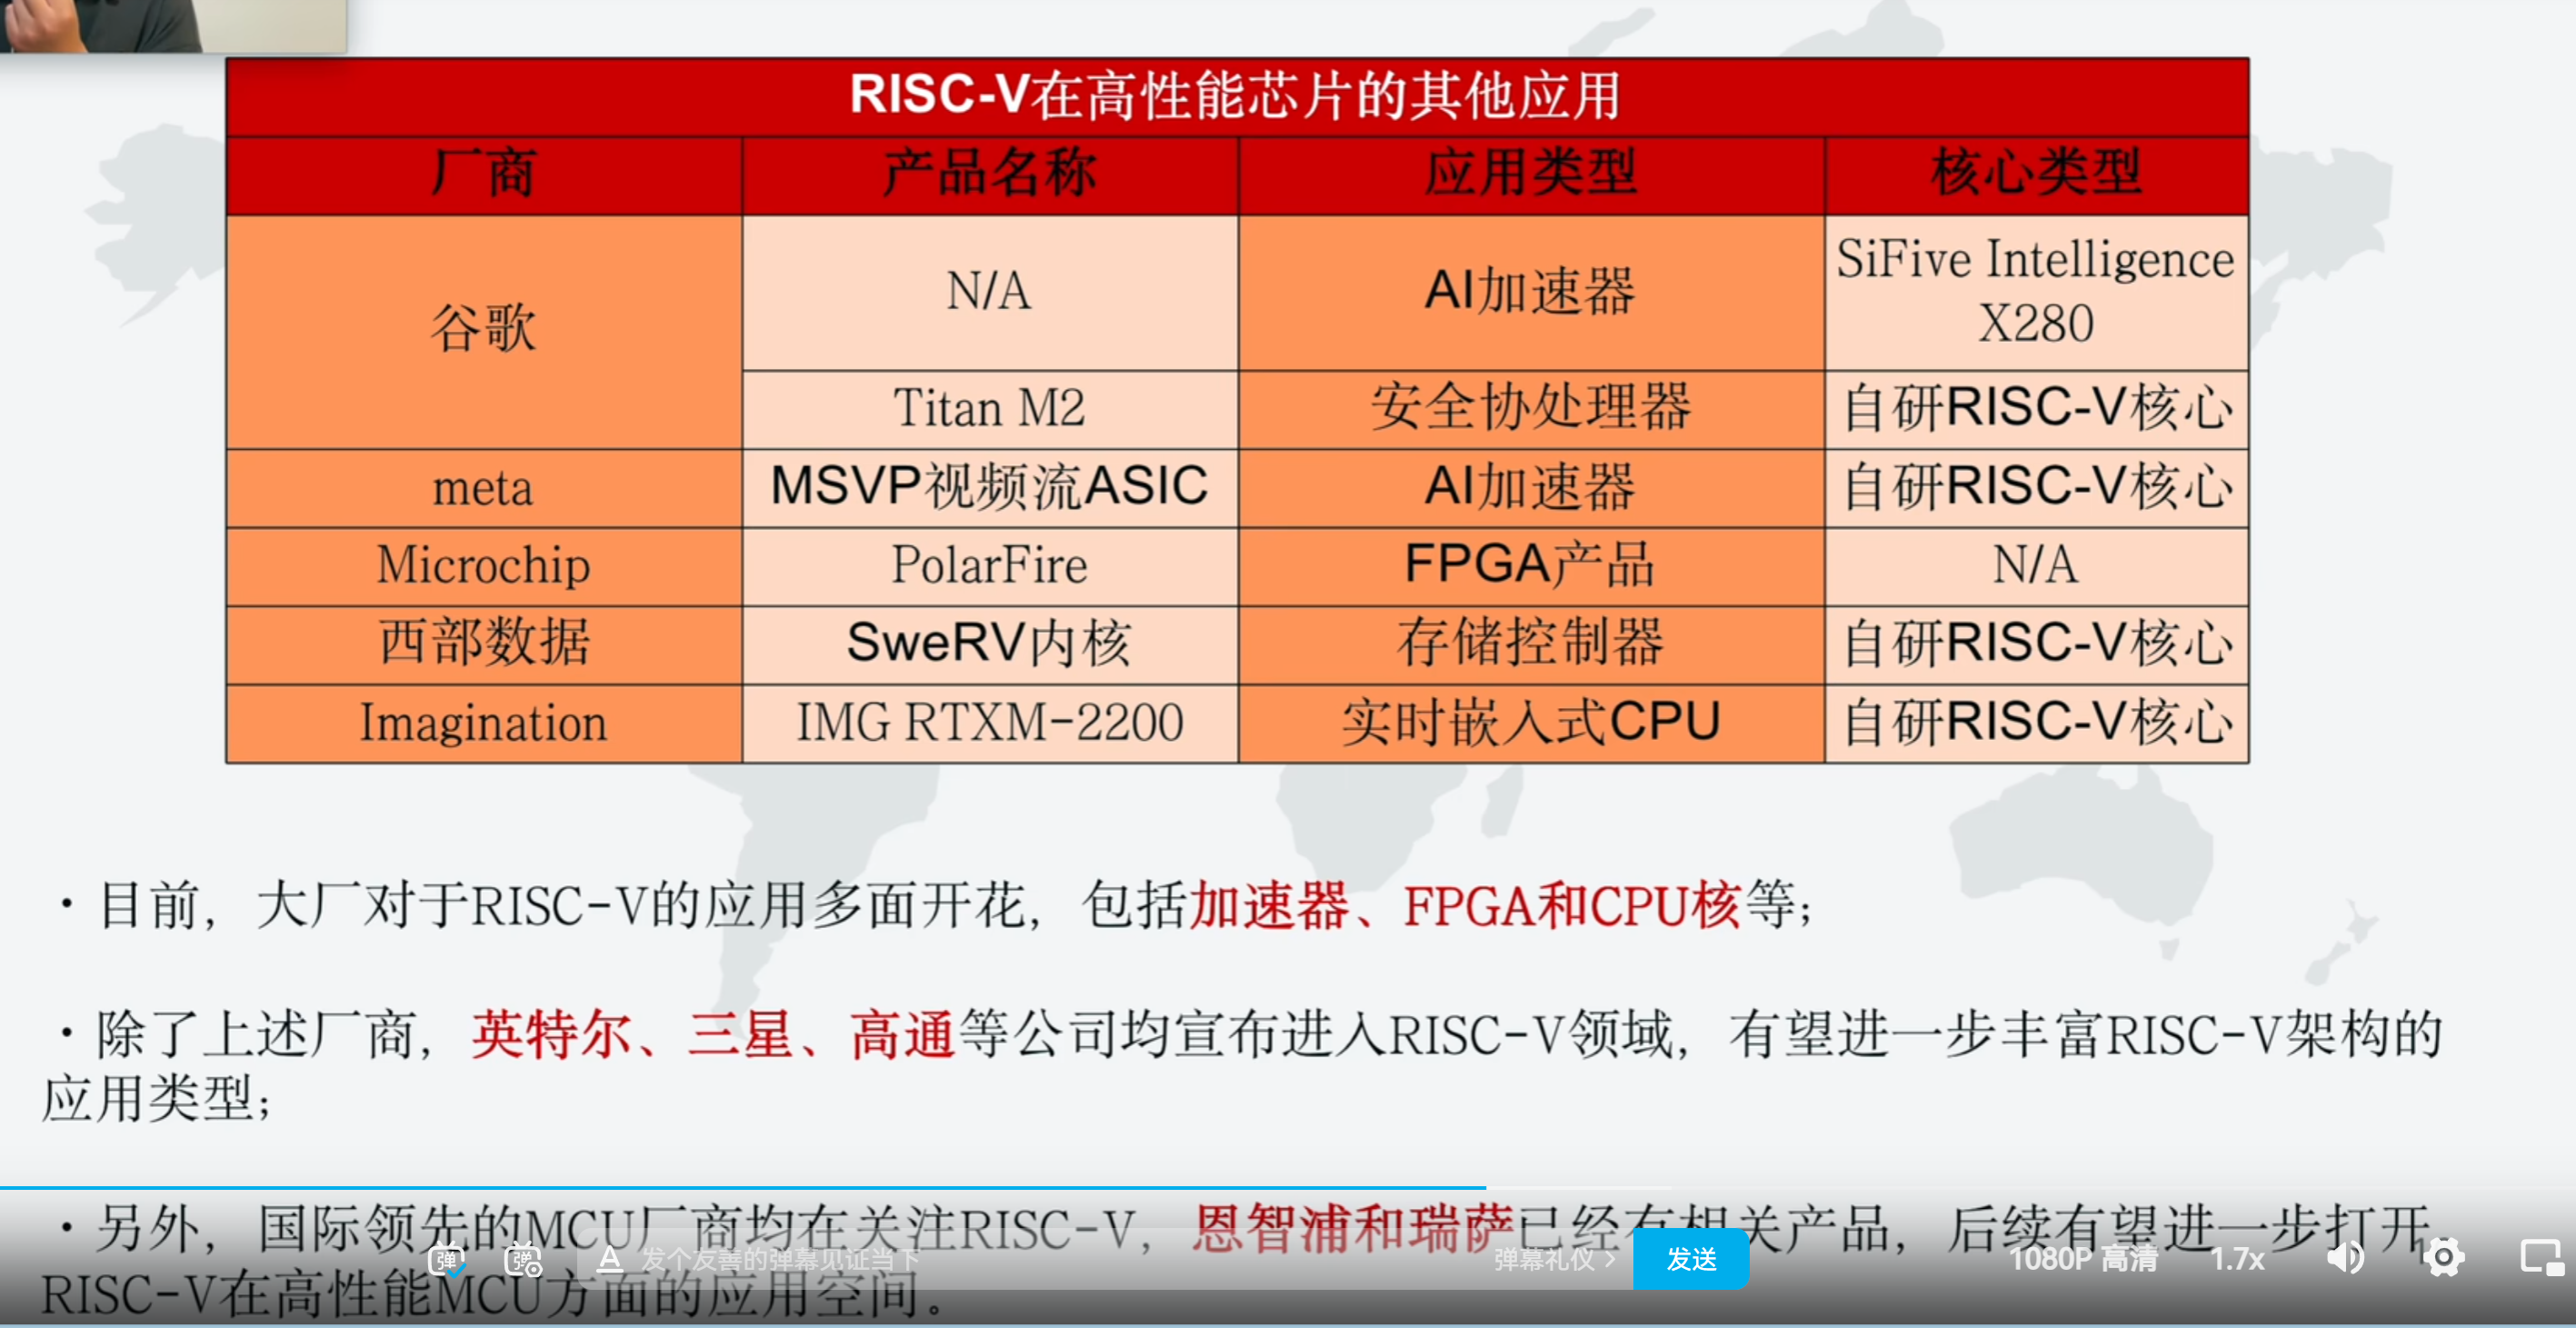 RISC-V在高性能芯片的其他应用
厂商 产品名称 应用类型 核心类型
谷歌 N/A AI加速器 SiFive Intelligence X280
Titan M2 安全协处理器 自研RISC-V核心
meta MSVP视频流ASIC AI加速器 自研RISC-V核心
Microchip PolarFire FPGA产品 N/A
西部数据 SweRV内核 存储控制器 自研RISC-V核心
Imagination IMG RTXM-2200 实时嵌入式CPU 自研RISC-V核心
·目前，大厂对于RISC-V的应用多面开花，包括加速器、FPGA和CPU核等；
·除了上述厂商，英特尔、三星、高通等公司均宣布进入RISC-V领域，有望进一步丰富RISC-V架构的
应用类型；
·另外，国际领先的MCU厂商均在关注RISC-V，恩智浦和瑞萨已经有相关产品，后续有望进一步打开
RISC-V在高性能MCU方面的应用空间。
弹 弹 A 发个友善的弹幕见证当下 弹幕礼仪 > 发送 1080P 高清 1.7x